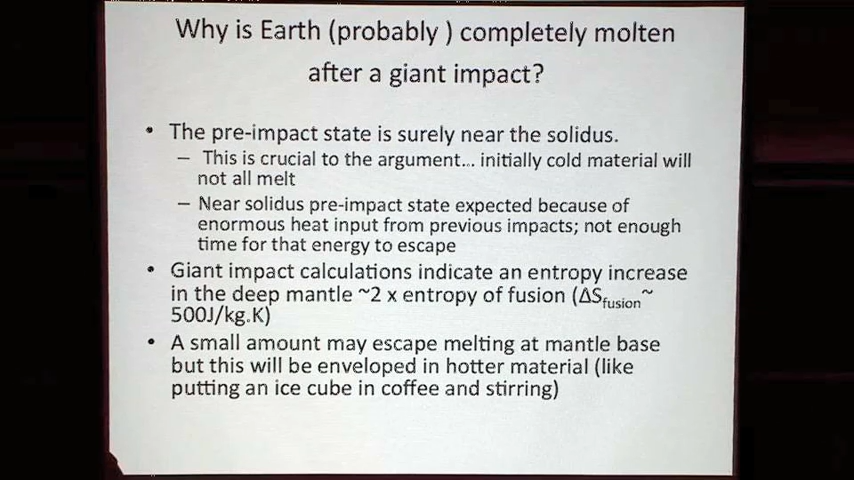 Why is Earth (probably ) completely molten
after a giant impact?
• The pre-impact state is surely near the solidus.
– This is crucial to the argument... initially cold material will
not all melt
– Near solidus pre-impact state expected because of
enormous heat input from previous impacts; not enough
time for that energy to escape
• Giant impact calculations indicate an entropy increase
in the deep mantle ~2 x entropy of fusion (ΔSfusion~
500J/kg.K)
• A small amount may escape melting at mantle base
but this will be enveloped in hotter material (like
putting an ice cube in coffee and stirring)